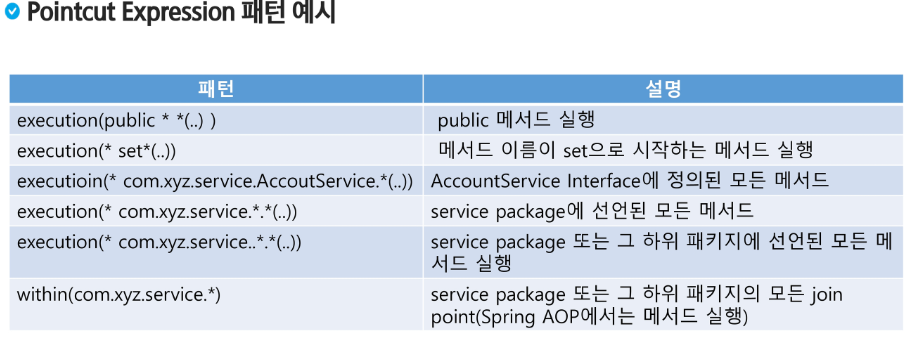 Pointcut Expression 패턴 예시
패턴 설명
execution(public * *(..) ) public 메서드 실행
execution(* set*(..)) 메서드 이름이 set으로 시작하는 메서드 실행
executioin(* com.xyz.service.AccoutService.*(..)) AccountService Interface에 정의된 모든 메서드
execution(* com.xyz.service.*.*(..)) service package에 선언된 모든 메서드
execution(* com.xyz.service..*.*(..)) service package 또는 그 하위 패키지에 선언된 모든 메
서드 실행
within(com.xyz.service.*) service package 또는 그 하위 패키지의 모든 join
point(Spring AOP에서는 메서드 실행)